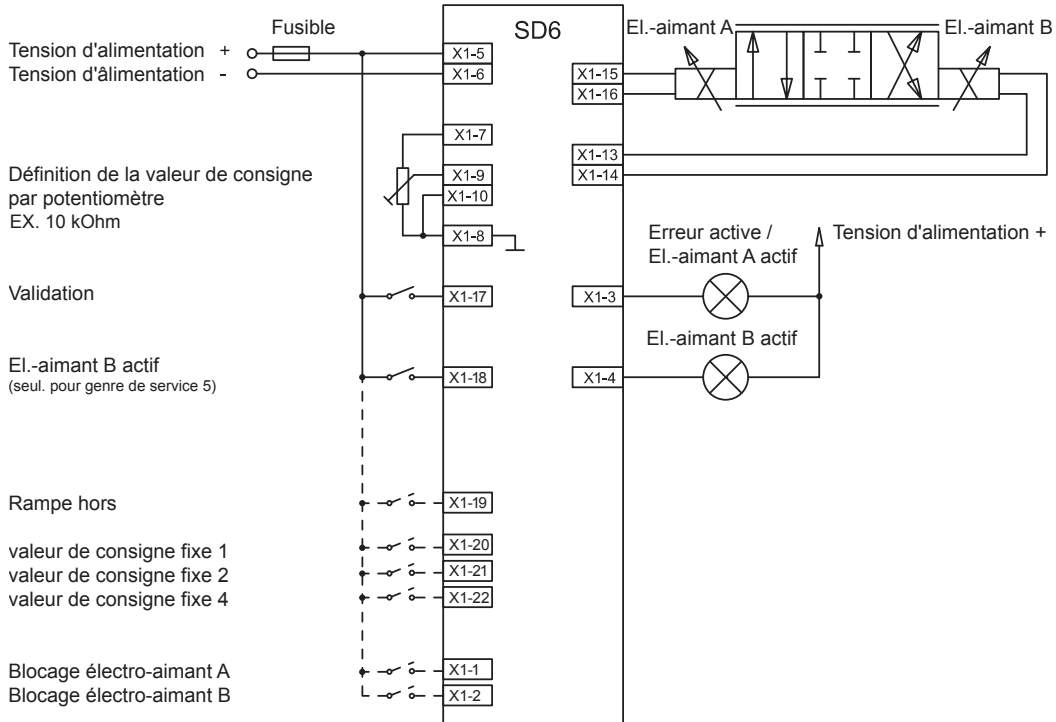 Fusible
SD6
El.-aimant A
El.-aimant B
Tension d'alimentation +
X1-5
Tension d'âlimentation -
X1-6
X1-15
X1-16
X1-7
X1-13
Définition de la valeur de consigne
X1-9
X1-14
par potentiomètre
X1-10
EX. 10 kOhm
X1-8
Erreur active /
El.-aimant A actif
Tension d'alimentation +
Validation
X1-17
X1-3
El.-aimant B actif
El.-aimant B actif
(seul. pour genre de service 5)
X1-18
X1-4
Rampe hors
X1-19
valeur de consigne fixe 1
X1-20
valeur de consigne fixe 2
X1-21
valeur de consigne fixe 4
X1-22
Blocage électro-aimant A
X1-1
Blocage électro-aimant B
X1-2